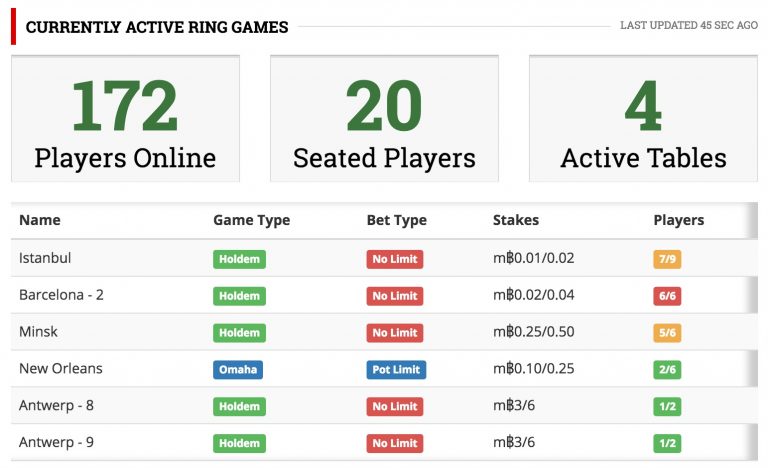 CURRENTLY ACTIVE RING GAMES LAST UPDATED 45 SEC AGO
172 20 4
Players Online Seated Players Active Tables
Name Game Type Bet Type Stakes Players
Istanbul Holdem No Limit m฿0.01/0.02 7/9
Barcelona - 2 Holdem No Limit m฿0.02/0.04 6/6
Minsk Holdem No Limit m฿0.25/0.50 5/6
New Orleans Omaha Pot Limit m฿0.10/0.25 2/6
Antwerp - 8 Holdem No Limit m฿3/6 1/2
Antwerp - 9 Holdem No Limit m฿3/6 1/2